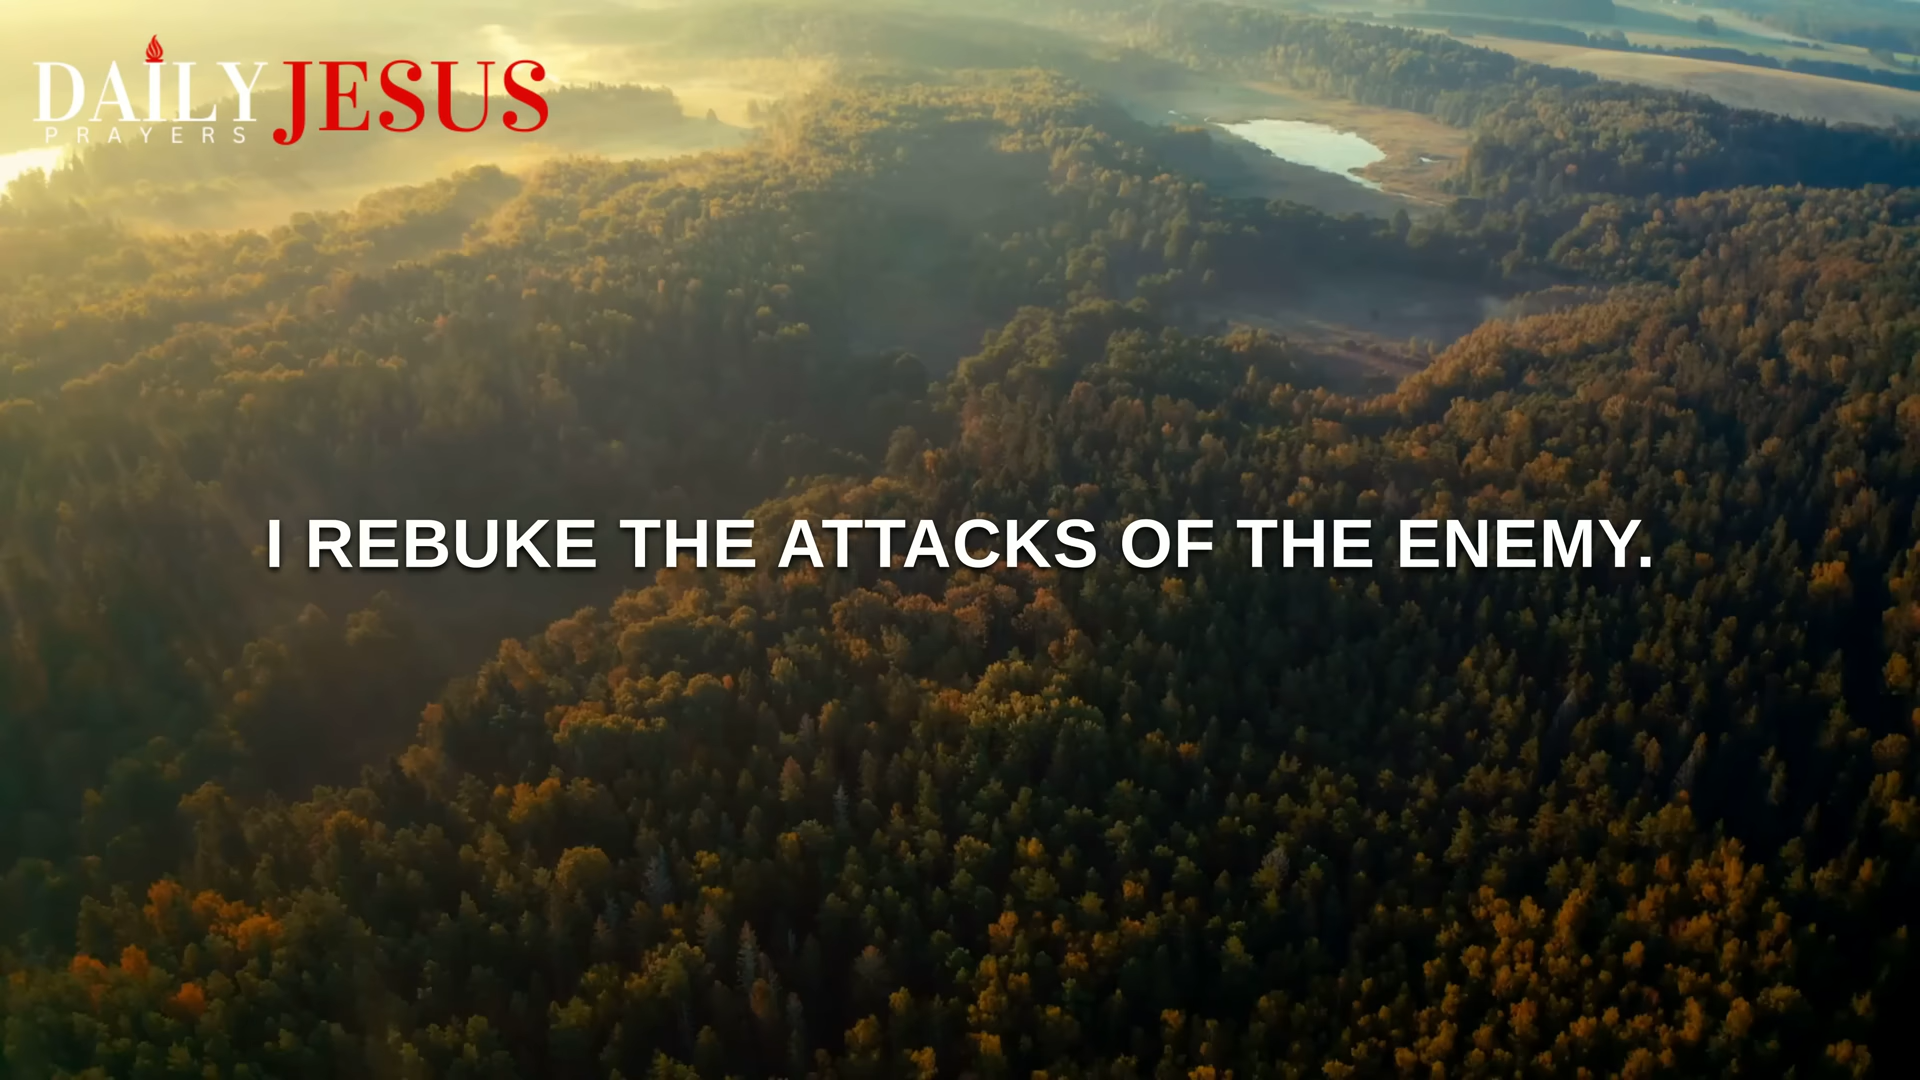 DAILY JESUS
PRAYERS
I REBUKE THE ATTACKS OF THE ENEMY.